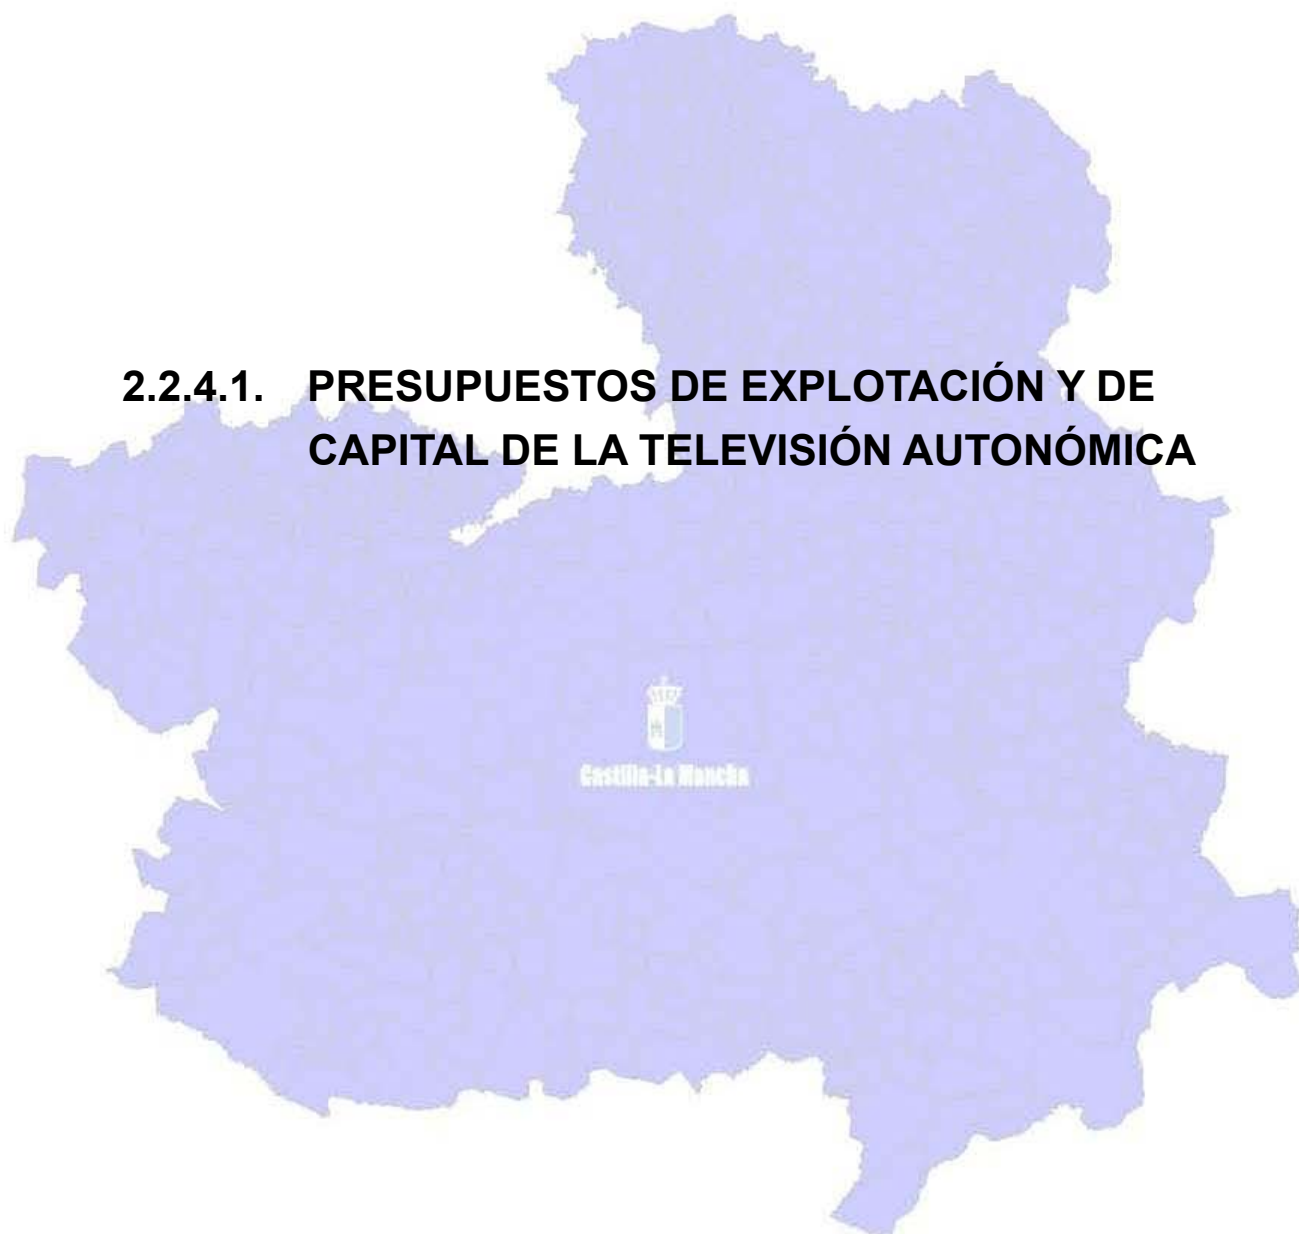 2.2.4.1. PRESUPUESTOS DE EXPLOTACIÓN Y DE
CAPITAL DE LA TELEVISIÓN AUTONÓMICA
Castilla-La Mancha